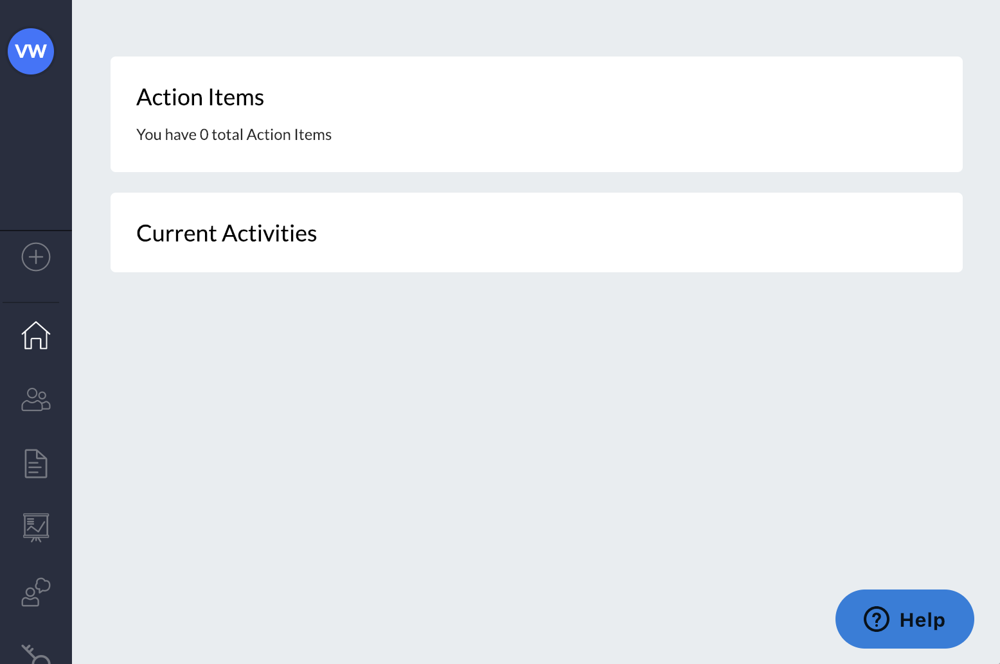 VW
Action Items
You have 0 total Action Items
Current Activities
Help